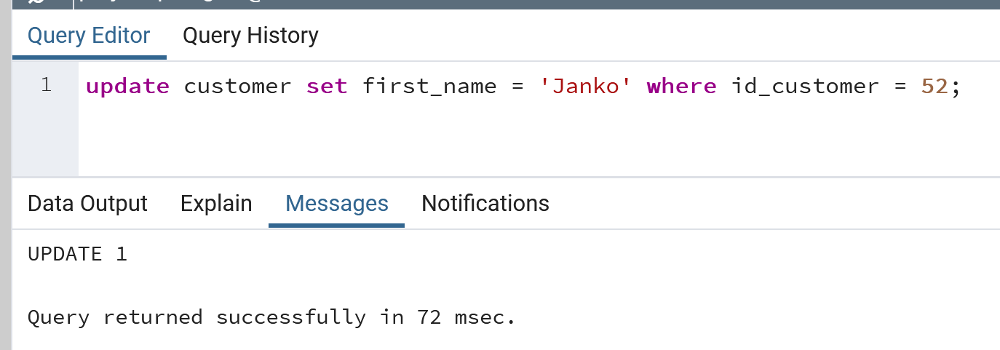 Query Editor Query History
1 update customer set first_name = 'Janko' where id_customer = 52;
Data Output Explain Messages Notifications
UPDATE 1
Query returned successfully in 72 msec.